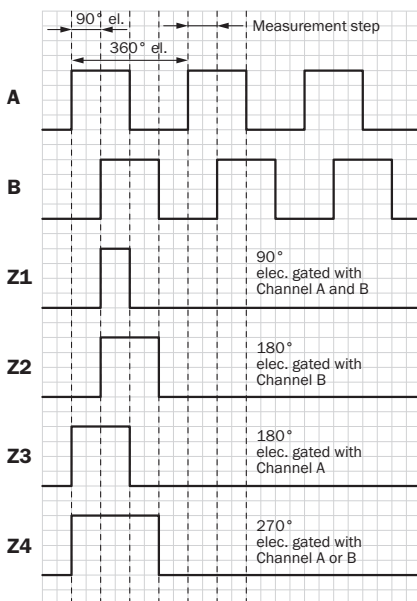 90° el.
Measurement step
360° el.
A
B
Z1
90°
elec. gated with
Channel A and B
Z2
180°
elec. gated with
Channel B
Z3
180°
elec. gated with
Channel A
Z4
270°
elec. gated with
Channel A or B